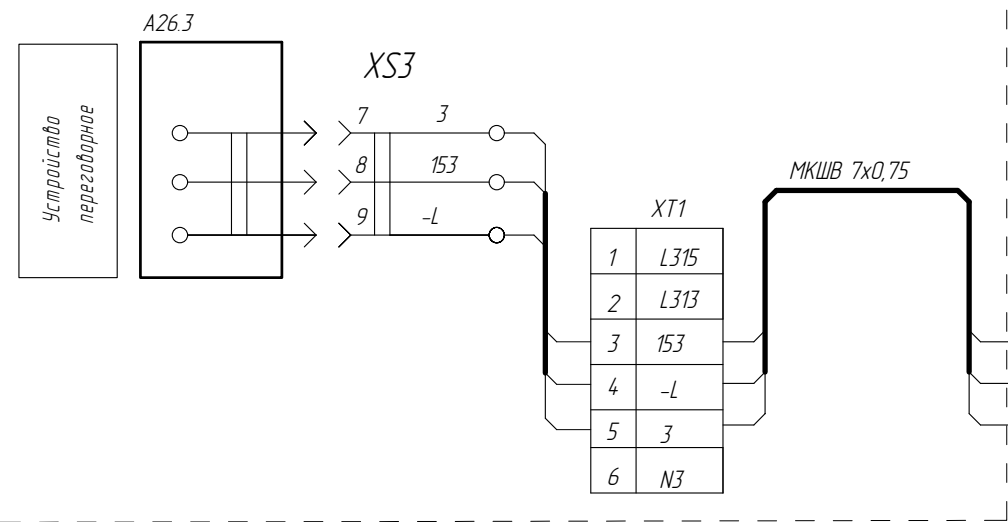 А26.3
Устройство
переговорное
XS3
7
3
8
153
9
-L
МКШВ 7х0,75
XT1
1 L315
2 L313
3 153
4 -L
5 3
6 N3